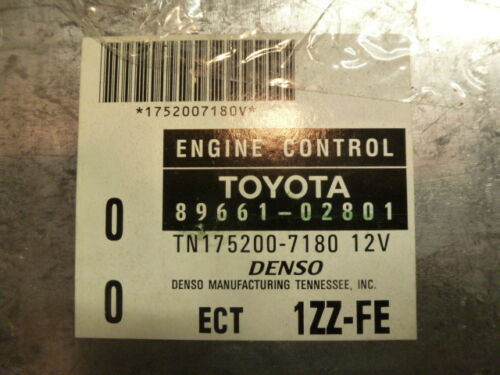 *1752007180V*
ENGINE CONTROL
TOYOTA
89661-02801
0
TN175200-7180 12V
DENSO
DENSO MANUFACTURING TENNESSEE, INC.
0
ECT 1ZZ-FE